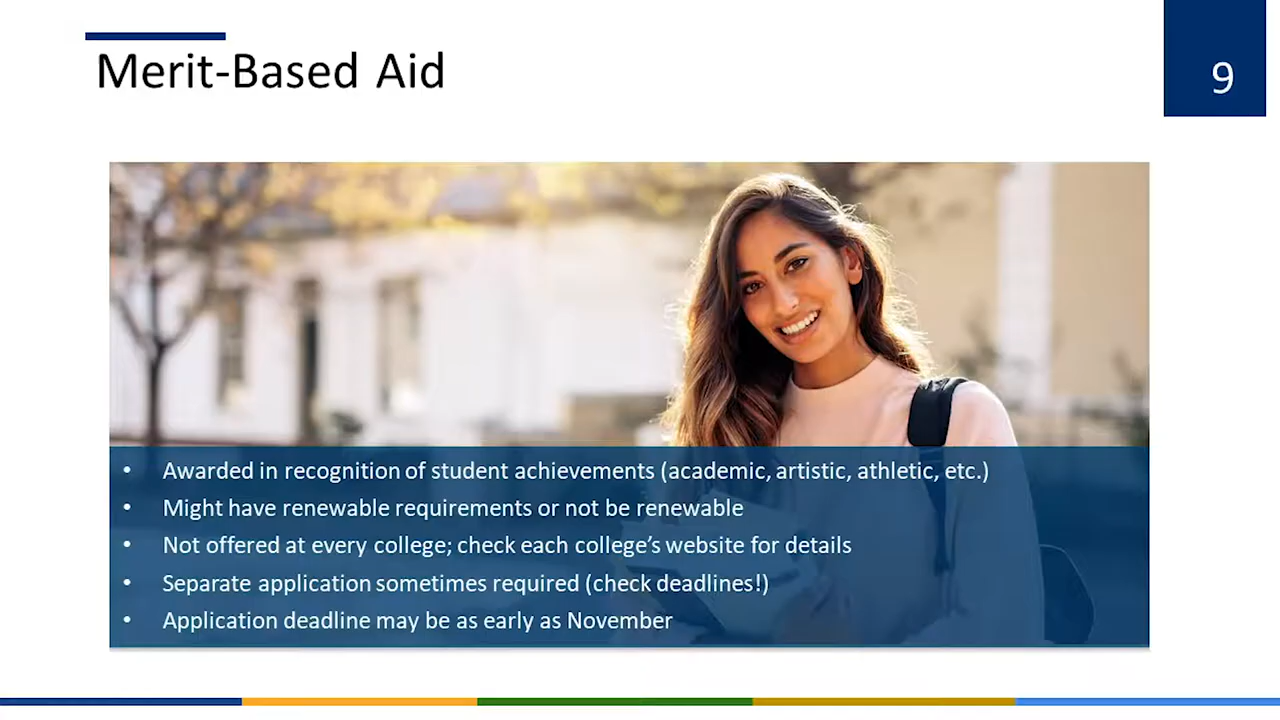 Merit-Based Aid
9
• Awarded in recognition of student achievements (academic, artistic, athletic, etc.)
• Might have renewable requirements or not be renewable
• Not offered at every college; check each college’s website for details
• Separate application sometimes required (check deadlines!)
• Application deadline may be as early as November